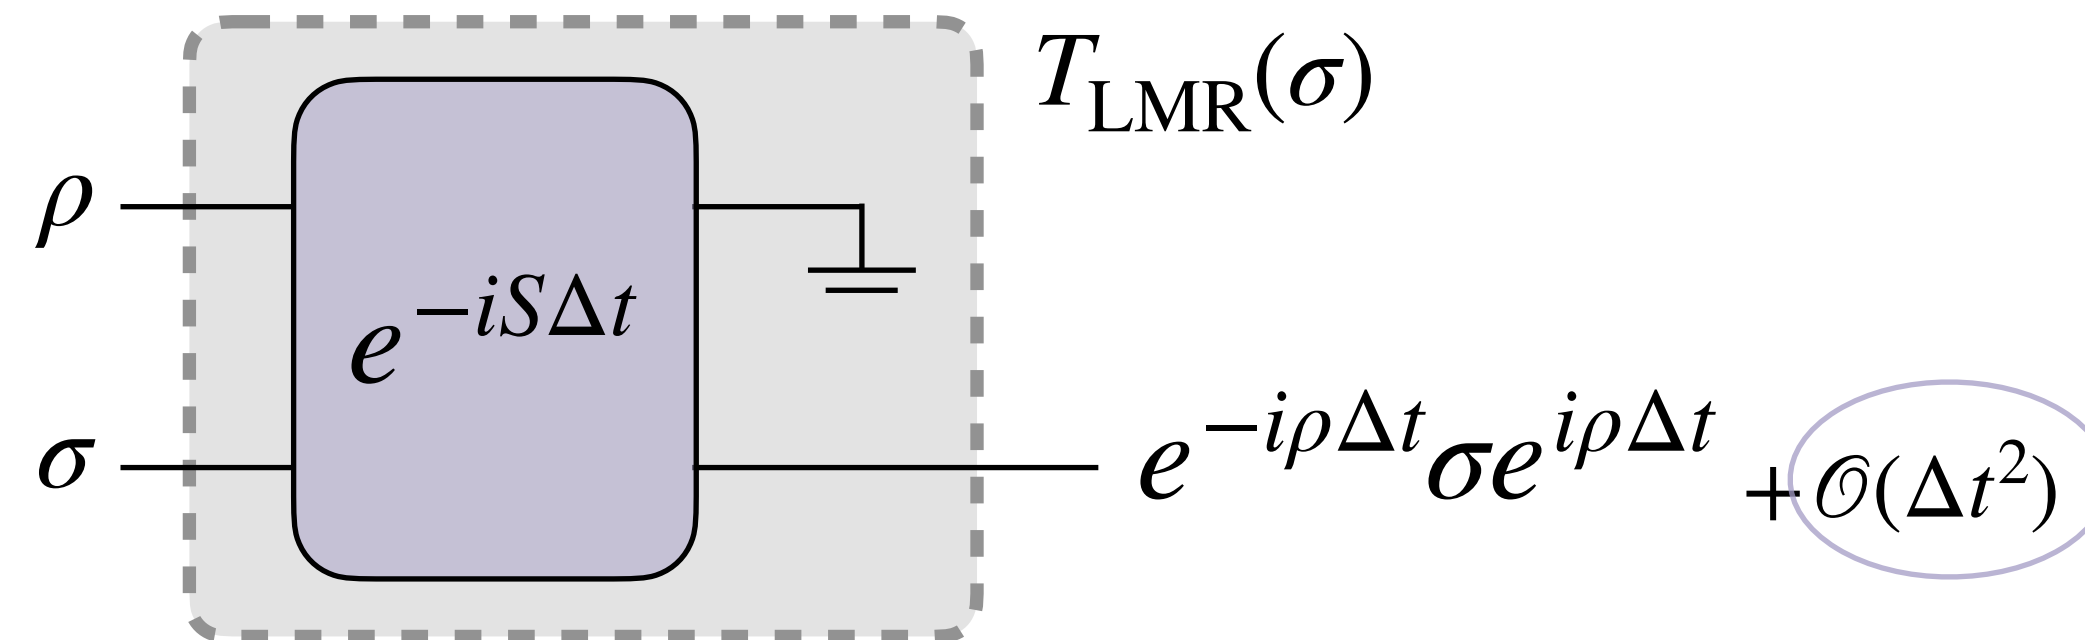 T_LMR(σ)
ρ
e^{−iSΔt}
σ
e^{−iρΔt}σe^{iρΔt} + 𝒪(Δt²)